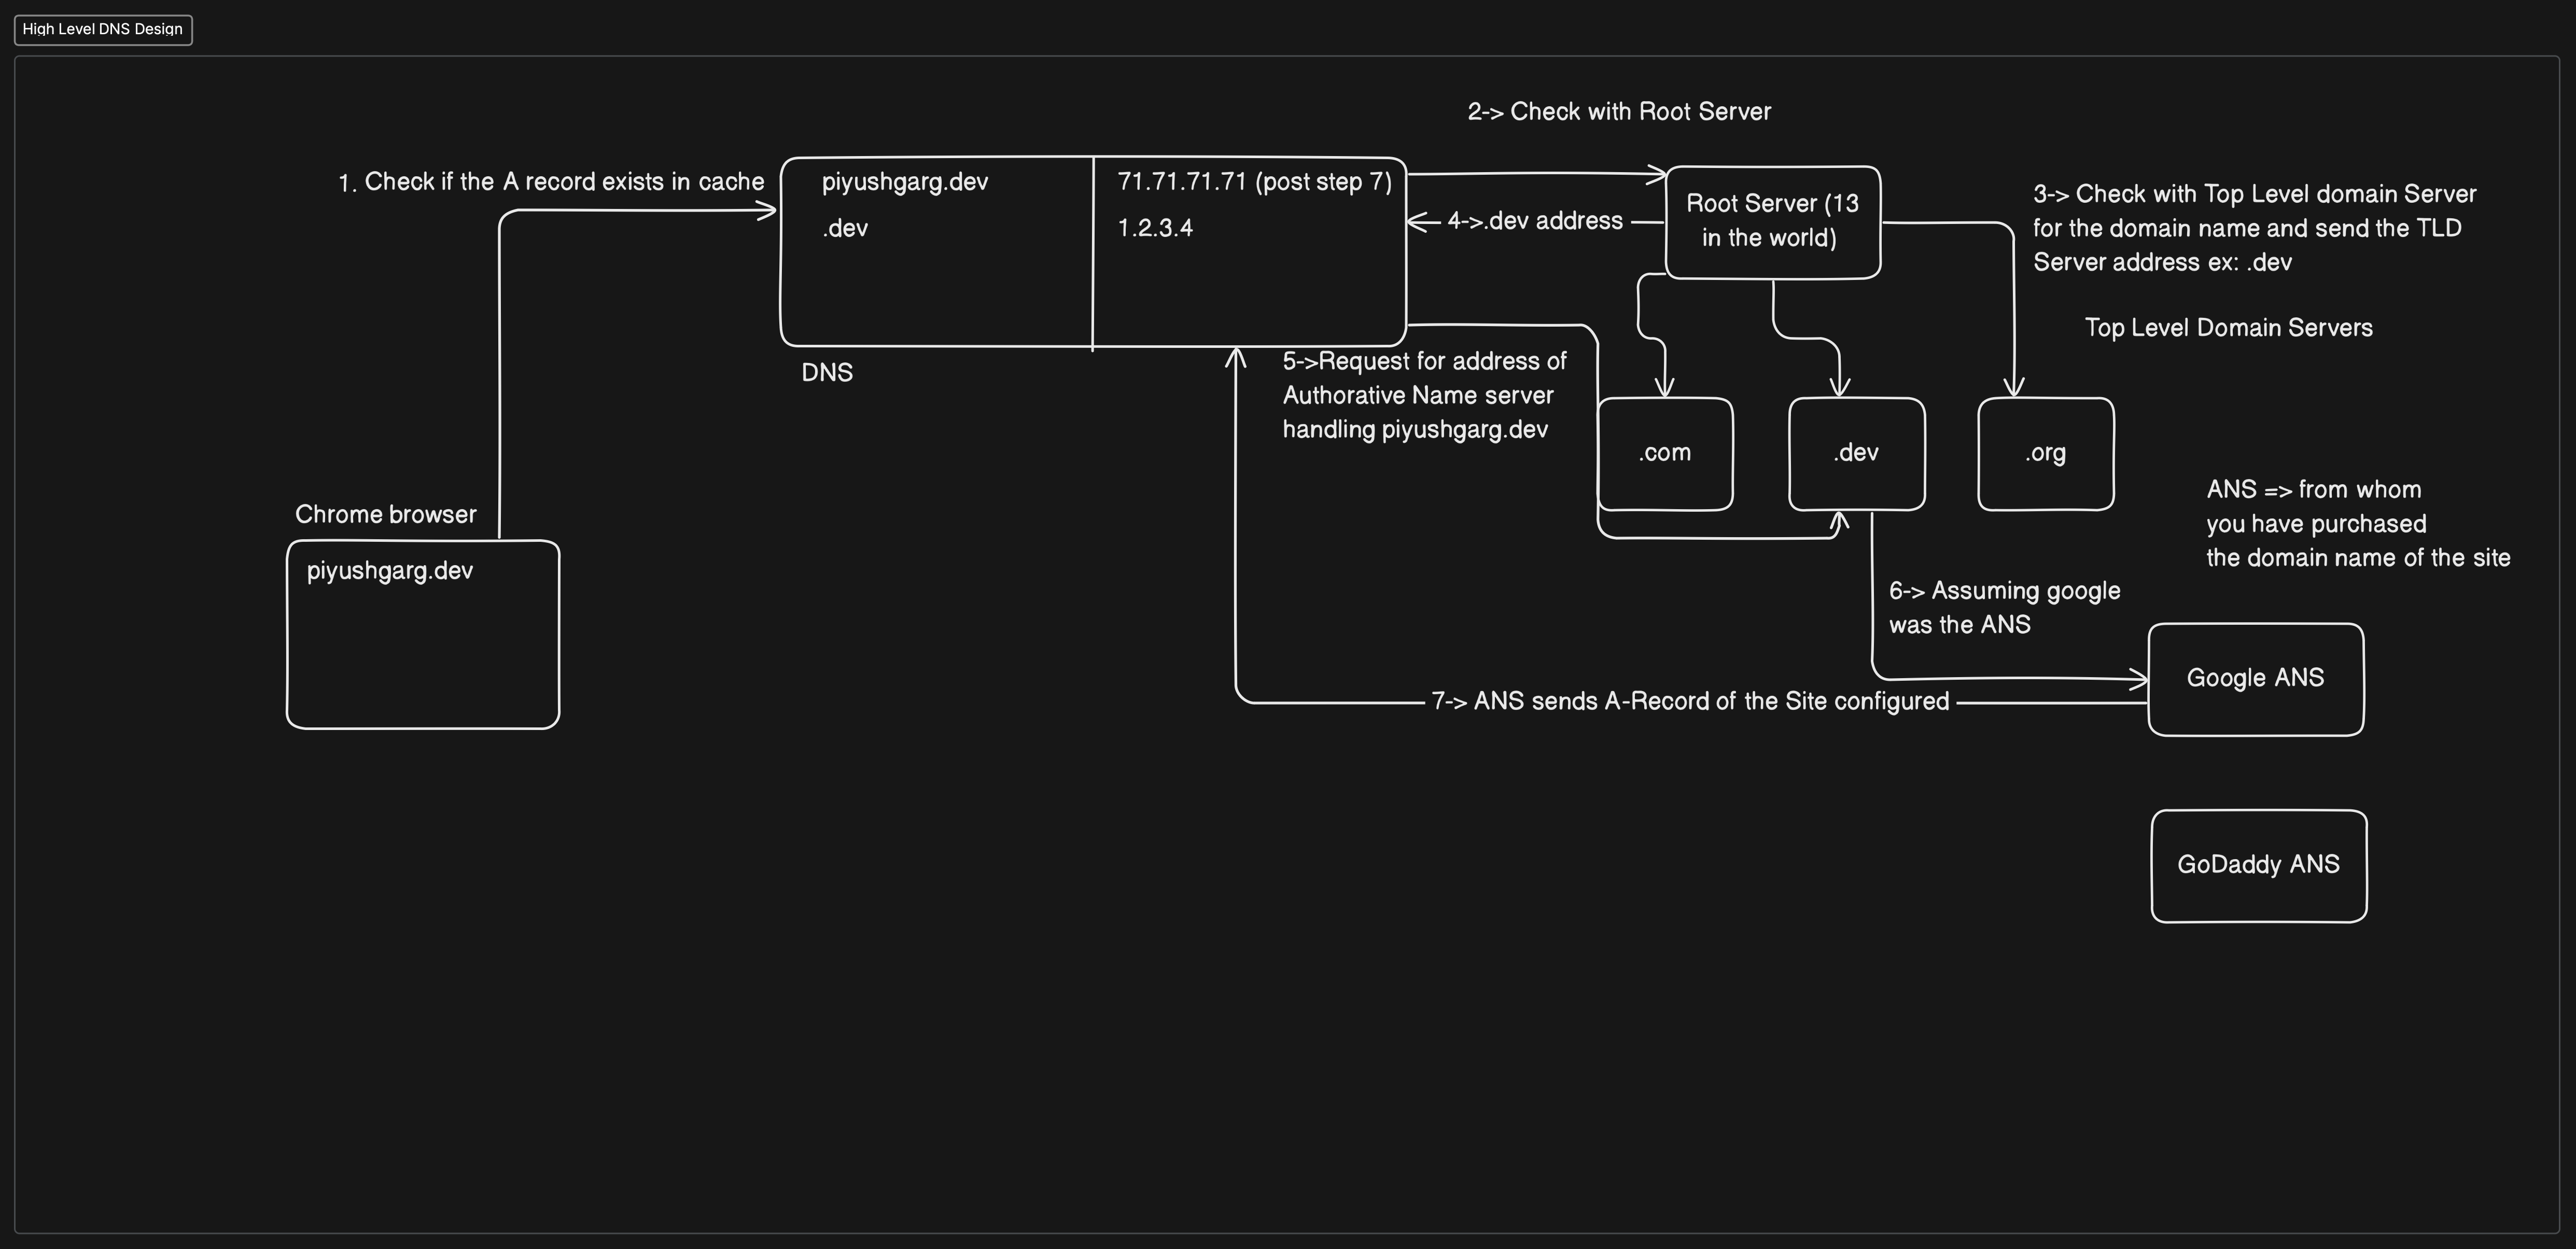 High Level DNS Design
2-> Check with Root Server
1. Check if the A record exists in cache
piyushgarg.dev
71.71.71.71 (post step 7)
.dev
1.2.3.4
DNS
4->.dev address
Root Server (13
in the world)
3-> Check with Top Level domain Server
for the domain name and send the TLD
Server address ex: .dev
Top Level Domain Servers
5->Request for address of
Authorative Name server
handling piyushgarg.dev
.com
.dev
.org
ANS => from whom
you have purchased
the domain name of the site
Chrome browser
piyushgarg.dev
6-> Assuming google
was the ANS
Google ANS
7-> ANS sends A-Record of the Site configured
GoDaddy ANS